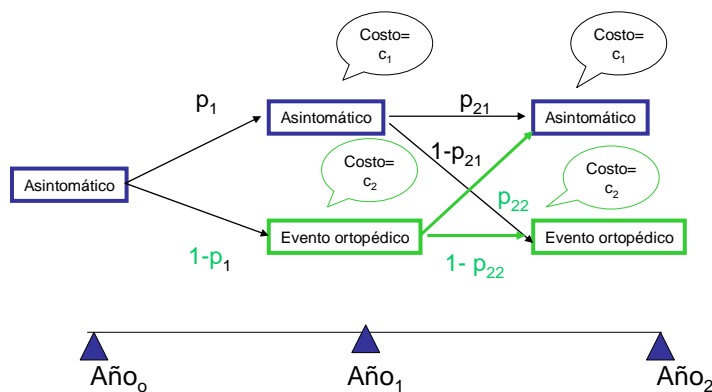 Costo=
c₁
Costo=
c₁
p₁
p₂₁
Asintomático
Asintomático
1-p₂₁
Costo=
c₂
Costo=
c₂
Asintomático
p₂₂
Evento ortopédico
Evento ortopédico
1-p₁
1- p₂₂
Añoₒ
Año₁
Año₂